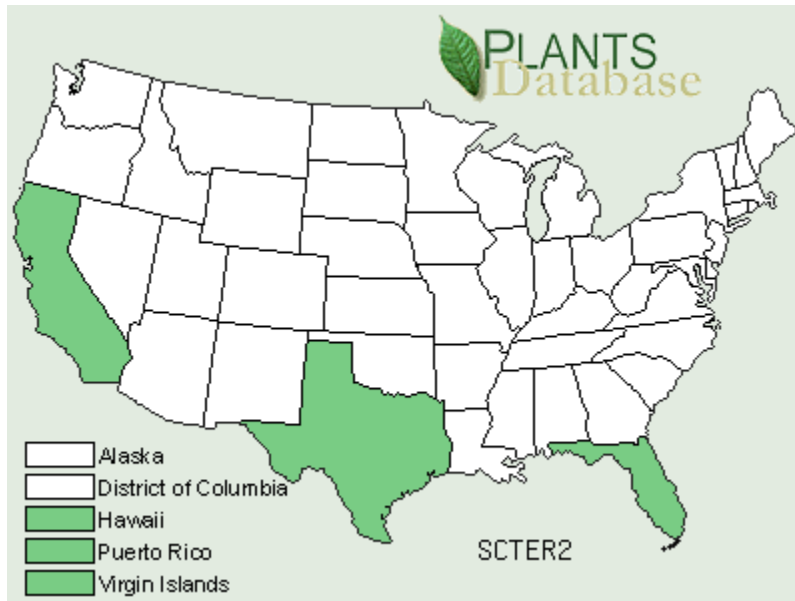 PLANTS
Database
Alaska
District of Columbia
Hawaii
Puerto Rico
Virgin Islands
SCTER2